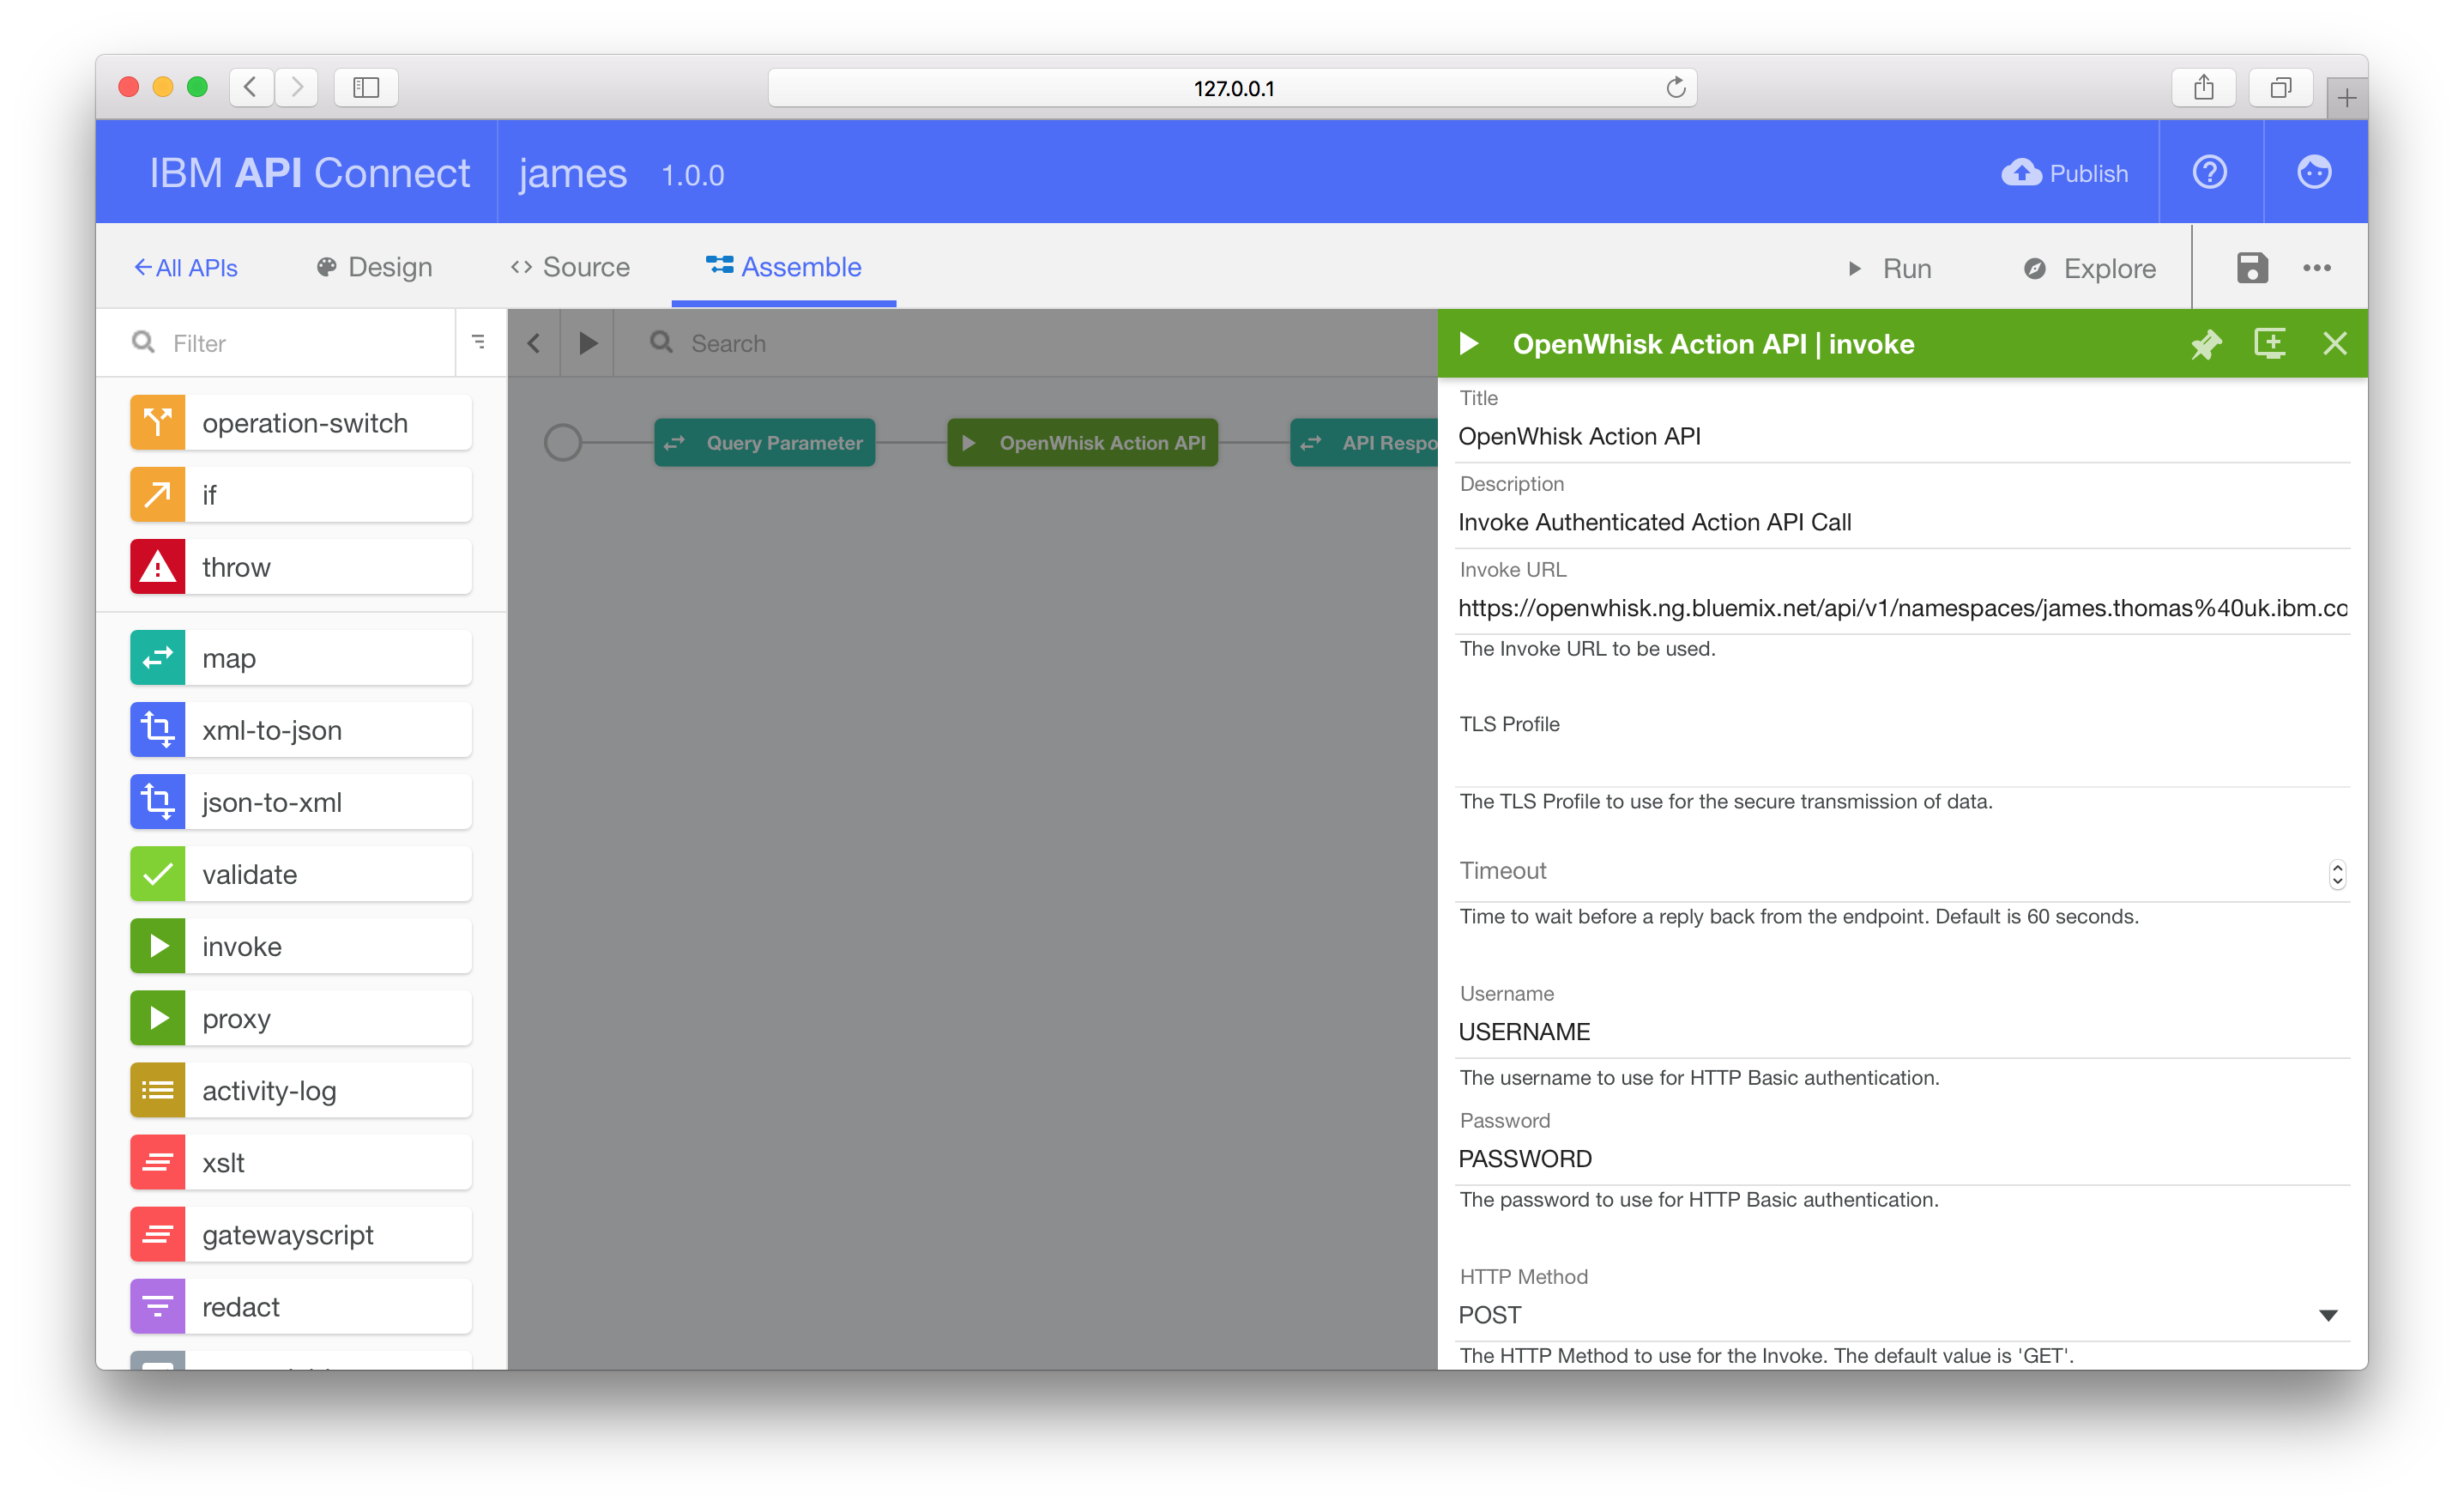 127.0.0.1
IBM API Connect james 1.0.0 Publish
All APIs Design Source Assemble Run Explore
Filter
Search
OpenWhisk Action API | invoke
operation-switch
if
throw
map
xml-to-json
json-to-xml
validate
invoke
proxy
activity-log
xslt
gatewayscript
redact
Query Parameter
OpenWhisk Action API
API Respo
Title
OpenWhisk Action API
Description
Invoke Authenticated Action API Call
Invoke URL
https://openwhisk.ng.bluemix.net/api/v1/namespaces/james.thomas%40uk.ibm.co
The Invoke URL to be used.
TLS Profile
The TLS Profile to use for the secure transmission of data.
Timeout
Time to wait before a reply back from the endpoint. Default is 60 seconds.
Username
USERNAME
The username to use for HTTP Basic authentication.
Password
PASSWORD
The password to use for HTTP Basic authentication.
HTTP Method
POST
The HTTP Method to use for the Invoke. The default value is 'GET'.